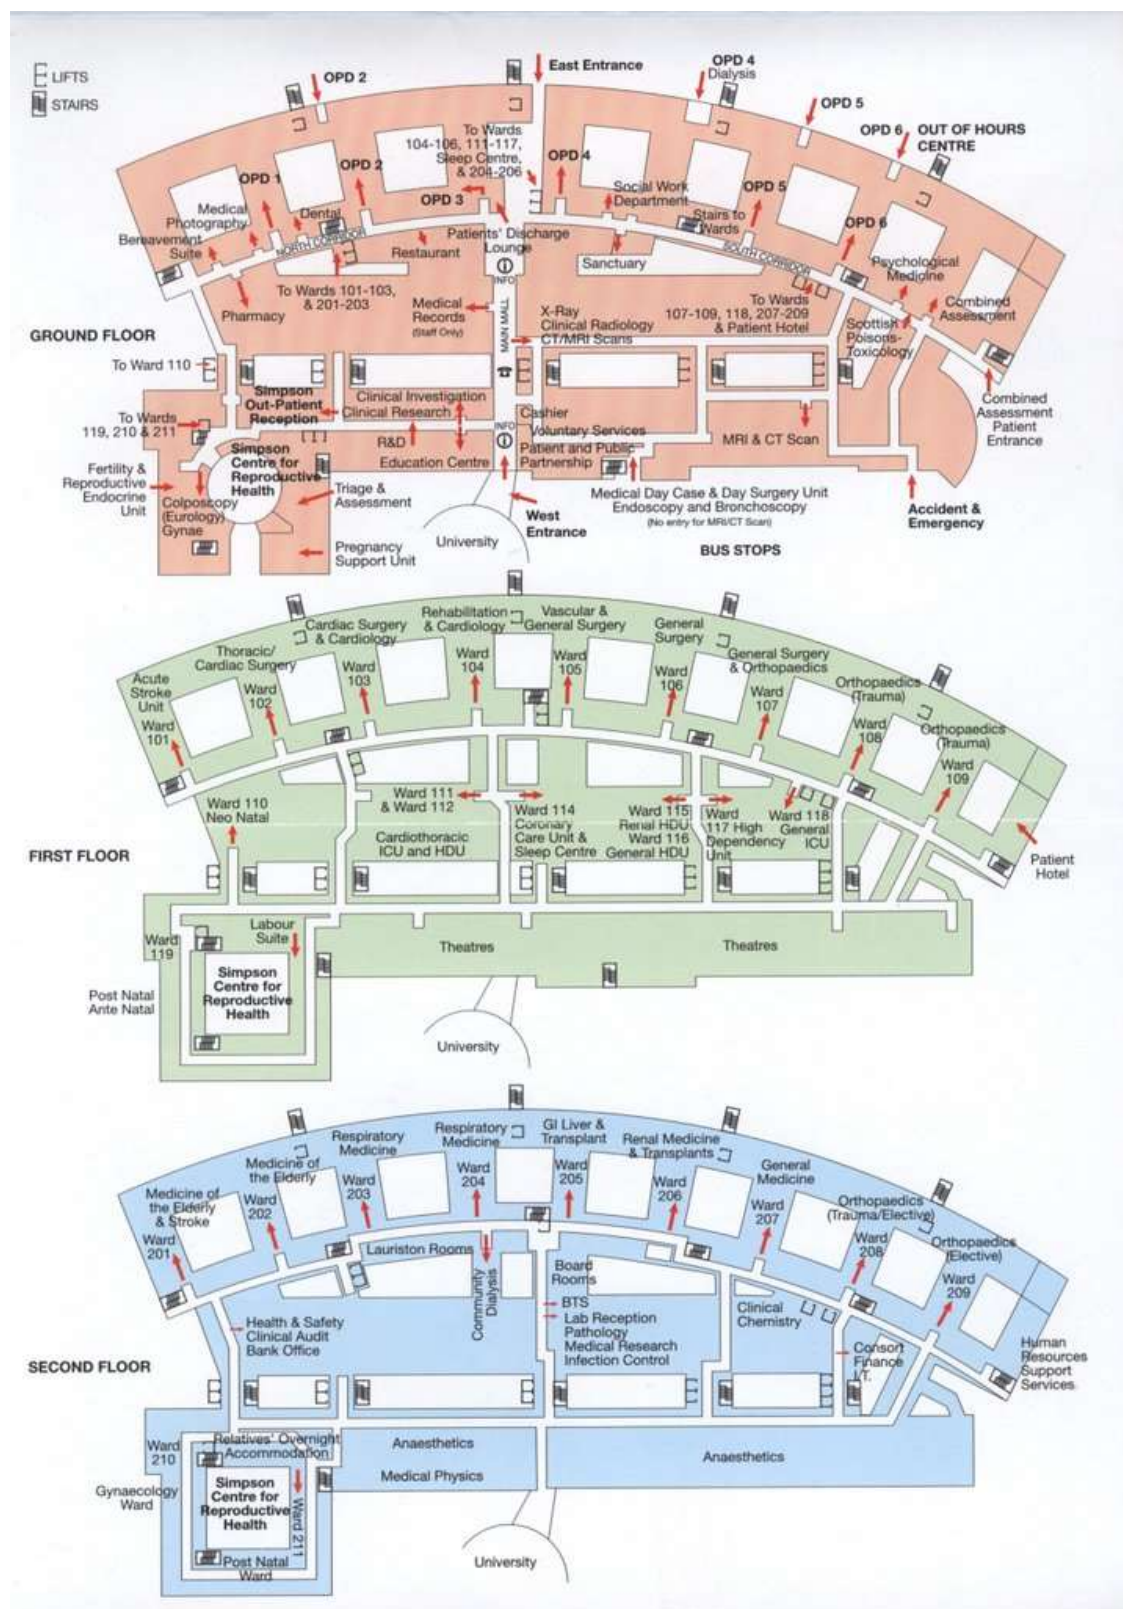 LIFTS
STAIRS
OPD 2
East Entrance
OPD 4
Dialysis
OPD 5
OPD 6
OUT OF HOURS
CENTRE
To Wards
104-106, 111-117,
Sleep Centre,
& 204-206
OPD 1
OPD 2
OPD 3
OPD 4
OPD 5
OPD 6
Medical
Photography
Dental
Bereavement
Suite
NORTH CORRIDOR
Restaurant
Patients' Discharge
Lounge
Social Work
Department
Stairs to
Wards
SOUTH CORRIDOR
Sanctuary
Psychological
Medicine
Combined
Assessment
INFO
To Wards 101-103,
& 201-203
Pharmacy
Medical
Records
(Staff Only)
MAIN MALL
X-Ray
Clinical Radiology
CT/MRI Scans
To Wards
107-109, 118, 207-209
& Patient Hotel
Scottish
Poisons-
Toxicology
GROUND FLOOR
To Ward 110
Simpson
Out-Patient
Reception
Clinical Investigation
Clinical Research
Cashier
Voluntary Services
Patient and Public
Partnership
MRI & CT Scan
Combined
Assessment
Patient
Entrance
To Wards
119, 210 & 211
INFO
R&D
Education Centre
Simpson
Centre for
Reproductive
Health
Fertility &
Reproductive
Endocrine
Unit
Colposcopy
(Eurology)
Gynae
Triage &
Assessment
Pregnancy
Support Unit
University
West
Entrance
Medical Day Case & Day Surgery Unit
Endoscopy and Bronchoscopy
(No entry for MRI/CT Scan)
Accident &
Emergency
BUS STOPS
Acute
Stroke
Unit
Thoracic/
Cardiac Surgery
Cardiac Surgery
& Cardiology
Rehabilitation
& Cardiology
Vascular &
General Surgery
General
Surgery
General Surgery
& Orthopaedics
Orthopaedics
(Trauma)
Orthopaedics
(Trauma)
Ward
101
Ward
102
Ward
103
Ward
104
Ward
105
Ward
106
Ward
107
Ward
108
Ward
109
Ward 110
Neo Natal
Ward 111
& Ward 112
Cardiothoracic
ICU and HDU
Ward 114
Coronary
Care Unit &
Sleep Centre
Ward 115
Renal HDU
Ward 116
General HDU
Ward
117 High
Dependency
Unit
Ward 118
General
ICU
Patient
Hotel
FIRST FLOOR
Ward
119
Labour
Suite
Simpson
Centre for
Reproductive
Health
Post Natal
Ante Natal
Theatres
Theatres
University
Medicine of
the Elderly
& Stroke
Medicine of
the Elderly
Respiratory
Medicine
Respiratory
Medicine
GI Liver &
Transplant
Renal Medicine
& Transplants
General
Medicine
Orthopaedics
(Trauma/Elective)
Orthopaedics
(Elective)
Ward
201
Ward
202
Ward
203
Ward
204
Ward
205
Ward
206
Ward
207
Ward
208
Ward
209
Lauriston Rooms
Community
Dialysis
Board
Rooms
BTS
Lab Reception
Pathology
Medical Research
Infection Control
Clinical
Chemistry
Consort
Finance
I.T.
Human
Resources
Support
Services
Health & Safety
Clinical Audit
Bank Office
SECOND FLOOR
Ward
210
Relatives' Overnight
Accommodation
Simpson
Centre for
Reproductive
Health
Ward 211
Gynaecology
Ward
Post Natal
Ward
Anaesthetics
Medical Physics
Anaesthetics
University